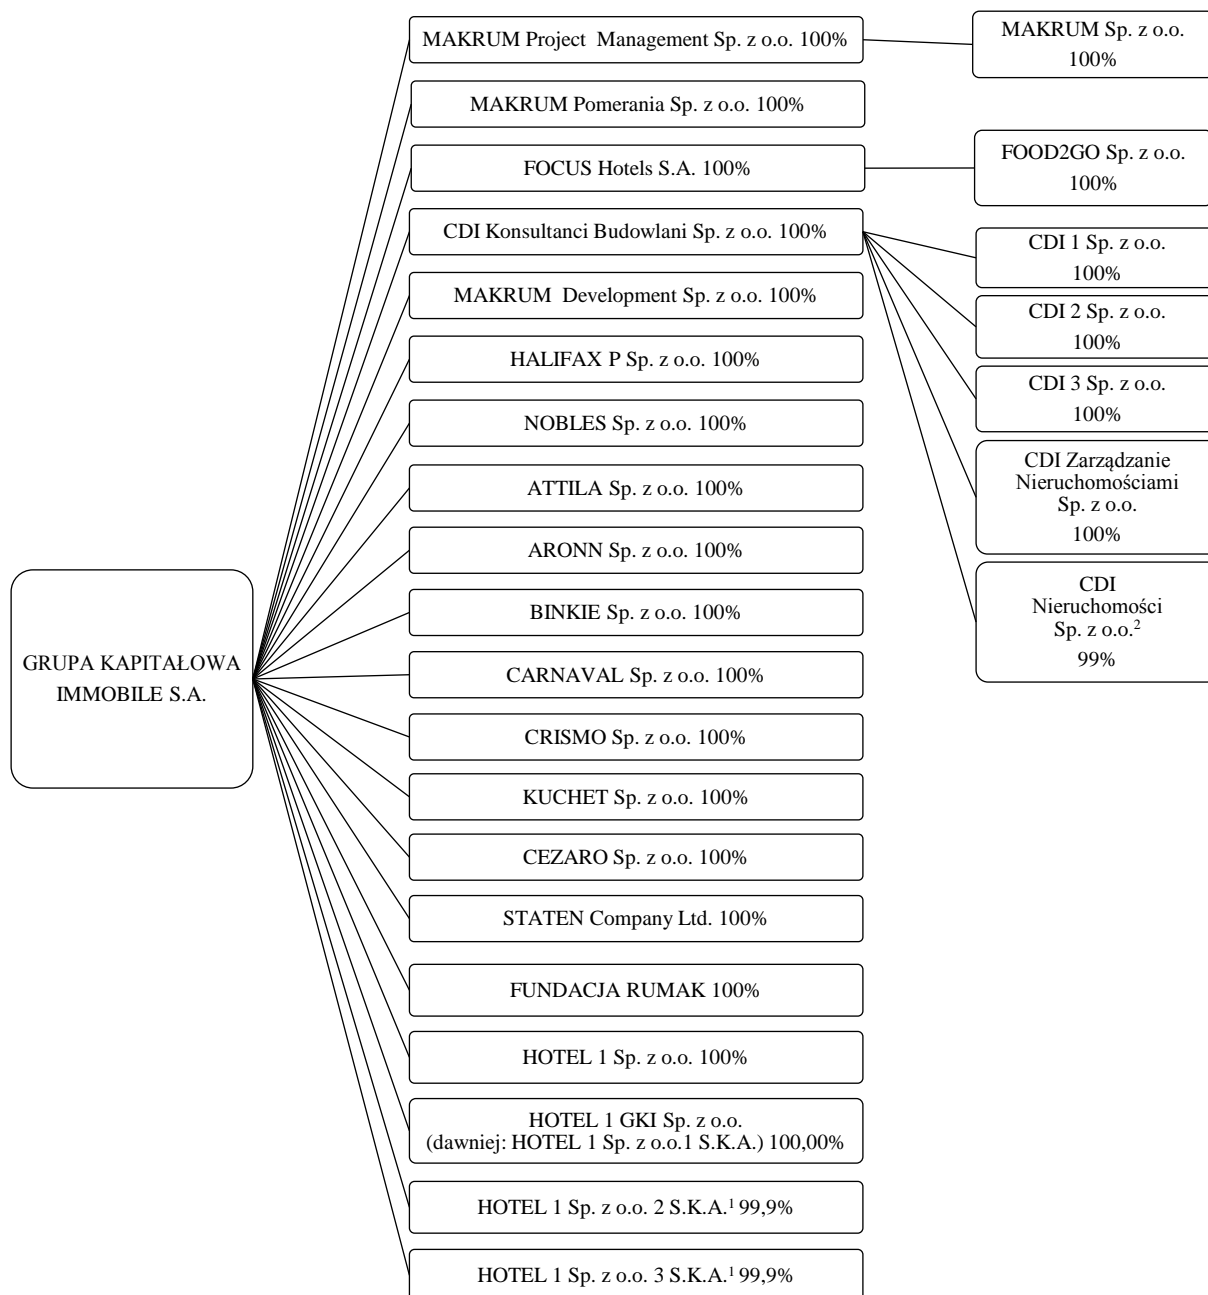 GRUPA KAPITAŁOWA
IMMOBILE S.A.
MAKRUM Project  Management Sp. z o.o. 100%
MAKRUM Pomerania Sp. z o.o. 100%
FOCUS Hotels S.A. 100%
CDI Konsultanci Budowlani Sp. z o.o. 100%
MAKRUM  Development Sp. z o.o. 100%
HALIFAX P Sp. z o.o. 100%
NOBLES Sp. z o.o. 100%
ATTILA Sp. z o.o. 100%
ARONN Sp. z o.o. 100%
BINKIE Sp. z o.o. 100%
CARNAVAL Sp. z o.o. 100%
CRISMO Sp. z o.o. 100%
KUCHET Sp. z o.o. 100%
CEZARO Sp. z o.o. 100%
STATEN Company Ltd. 100%
FUNDACJA RUMAK 100%
HOTEL 1 Sp. z o.o. 100%
HOTEL 1 GKI Sp. z o.o.
(dawniej: HOTEL 1 Sp. z o.o.1 S.K.A.) 100,00%
HOTEL 1 Sp. z o.o. 2 S.K.A.¹ 99,9%
HOTEL 1 Sp. z o.o. 3 S.K.A.¹ 99,9%
MAKRUM Sp. z o.o.
100%
FOOD2GO Sp. z o.o.
100%
CDI 1 Sp. z o.o.
100%
CDI 2 Sp. z o.o.
100%
CDI 3 Sp. z o.o.
100%
CDI Zarządzanie
Nieruchomościami
Sp. z o.o.
100%
CDI
Nieruchomości
Sp. z o.o.²
99%